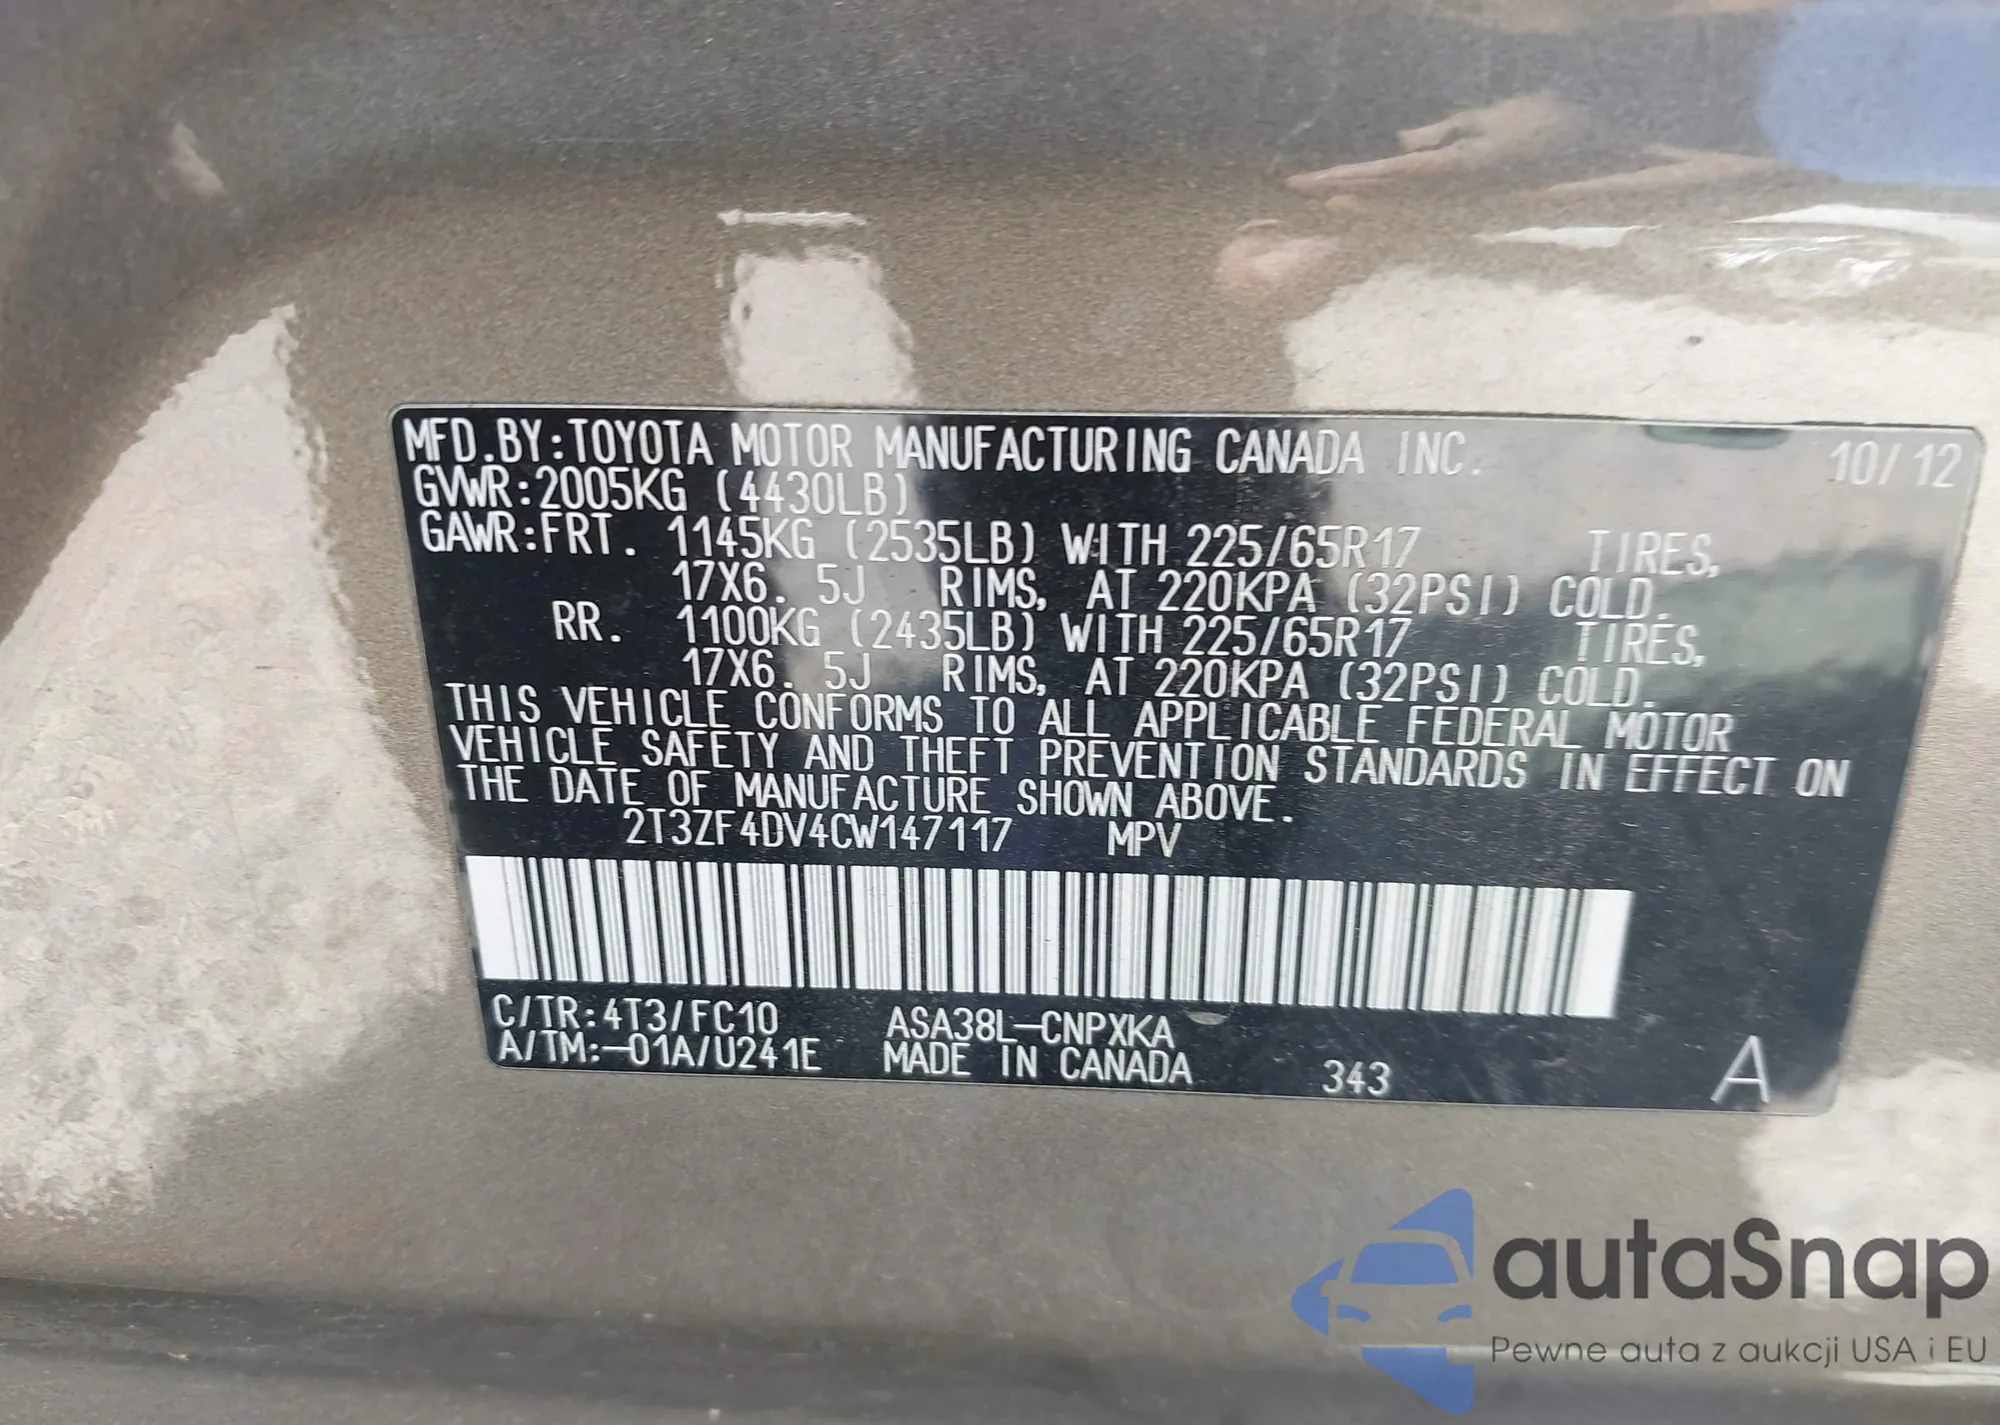 MFD.BY:TOYOTA MOTOR MANUFACTURING CANADA INC. 10/12
GVWR:2005KG (4430LB)
GAWR:FRT. 1145KG (2535LB) WITH 225/65R17 TIRES,
17X6. 5J RIMS, AT 220KPA (32PSI) COLD.
RR. 1100KG (2435LB) WITH 225/65R17 TIRES,
17X6. 5J RIMS, AT 220KPA (32PSI) COLD.
THIS VEHICLE CONFORMS TO ALL APPLICABLE FEDERAL MOTOR
VEHICLE SAFETY AND THEFT PREVENTION STANDARDS IN EFFECT ON
THE DATE OF MANUFACTURE SHOWN ABOVE.
2T3ZF4DV4CW147117 MPV
C/TR:4T3/FC10 ASA38L-CNPXKA
A/TM:-01A/U241E MADE IN CANADA 343 A
autaSnap
Pewne auta z aukcji USA i EU